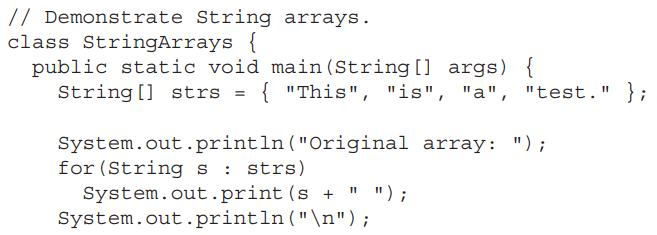 // Demonstrate String arrays.
class StringArrays {
  public static void main(String[] args) {
    String[] strs = { "This", "is", "a", "test." };

    System.out.println("Original array: ");
    for(String s : strs)
      System.out.print(s + " ");
    System.out.println("\n");